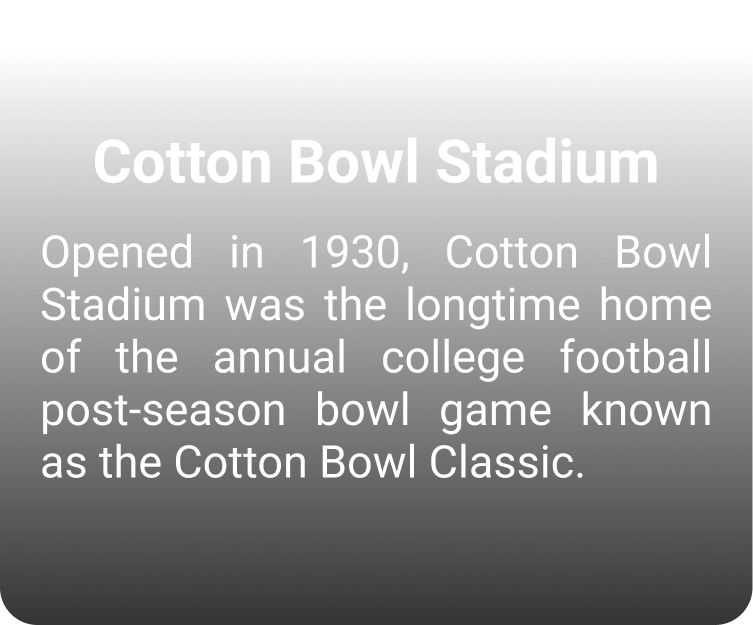 Cotton Bowl Stadium
Opened in 1930, Cotton Bowl
Stadium was the longtime home
of the annual college football
post-season bowl game known
as the Cotton Bowl Classic.